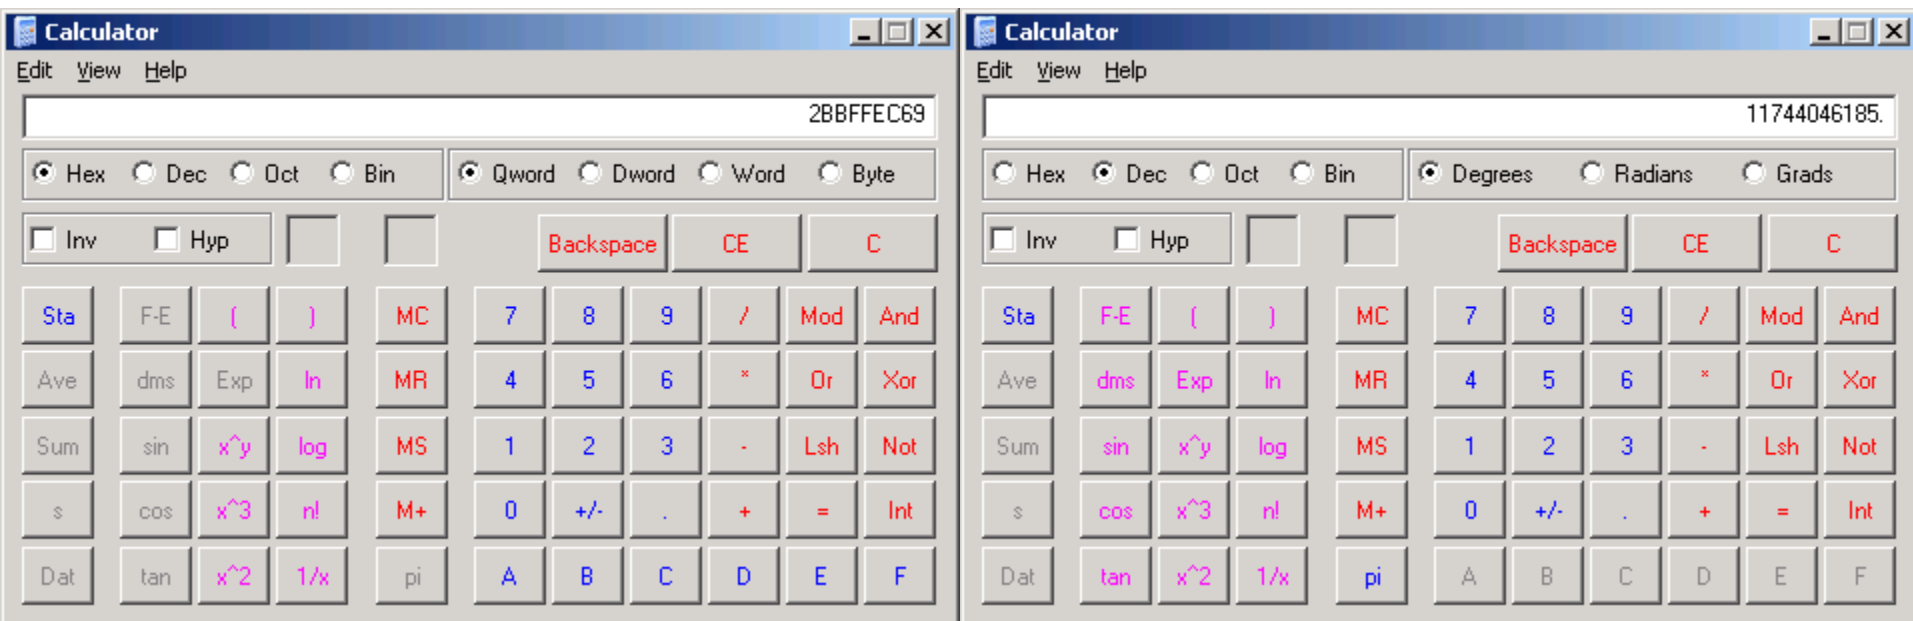 Calculator
Edit View Help
2BBFFEC69
Hex Dec Oct Bin Qword Dword Word Byte
Inv Hyp Backspace CE C
Sta F-E ( ) MC 7 8 9 / Mod And
Ave dms Exp ln MR 4 5 6 * Or Xor
Sum sin x^y log MS 1 2 3 - Lsh Not
s cos x^3 n! M+ 0 +/- . + = Int
Dat tan x^2 1/x pi A B C D E F
Calculator
Edit View Help
11744046185.
Hex Dec Oct Bin Degrees Radians Grads
Inv Hyp Backspace CE C
Sta F-E ( ) MC 7 8 9 / Mod And
Ave dms Exp ln MR 4 5 6 * Or Xor
Sum sin x^y log MS 1 2 3 - Lsh Not
s cos x^3 n! M+ 0 +/- . + = Int
Dat tan x^2 1/x pi A B C D E F